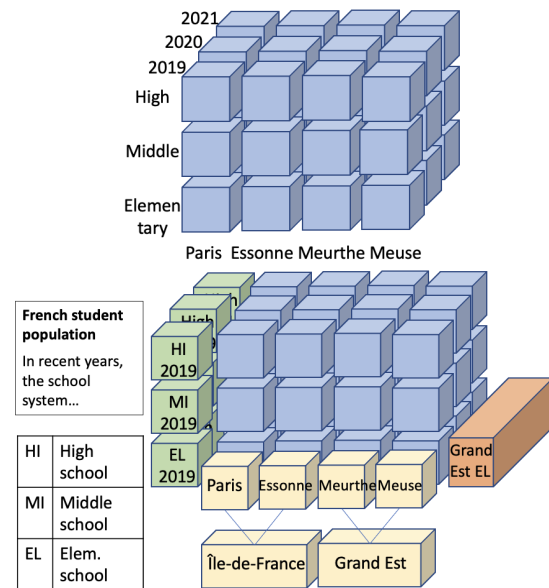 2021
2020
2019
High
Middle
Elemen
tary
Paris Essonne Meurthe Meuse
French student
population
In recent years,
the school
system…
High
High
HI
2019
MI
2019
EL
2019
Grand
Est EL
Paris
Essonne
Meurthe
Meuse
Île-de-France
Grand Est
HI High
school
MI Middle
school
EL Elem.
school